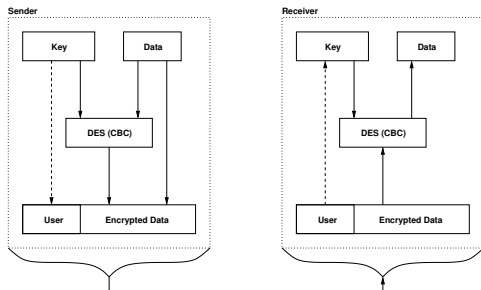 Sender
Key
Data
DES (CBC)
User
Encrypted Data
Receiver
Key
Data
DES (CBC)
User
Encrypted Data